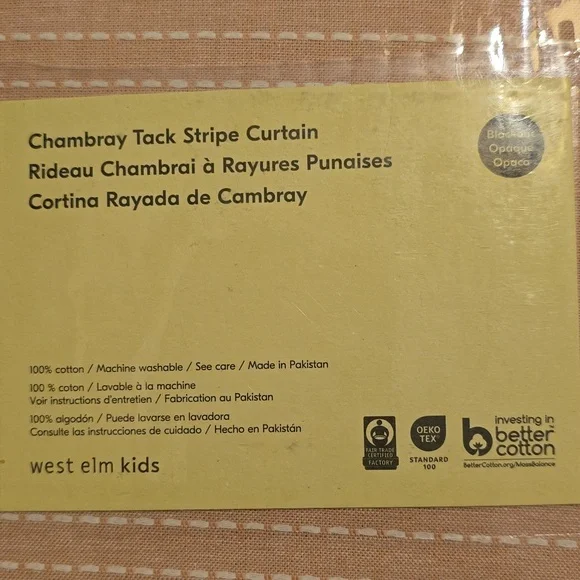 Chambray Tack Stripe Curtain
Rideau Chambrai à Rayures Punaises
Cortina Rayada de Cambray
Blackout
Opaque
Opaco
100% cotton / Machine washable / See care / Made in Pakistan
100 % coton / Lavable à la machine
Voir instructions d'entretien / Fabrication au Pakistan
100% algodón / Puede lavarse en lavadora
Consulte las instrucciones de cuidado / Hecho en Pakistán
west elm kids
FAIR TRADE
CERTIFIED
FACTORY
OEKO
TEX
STANDARD
100
investing in
better
cotton
BetterCotton.org/MassBalance